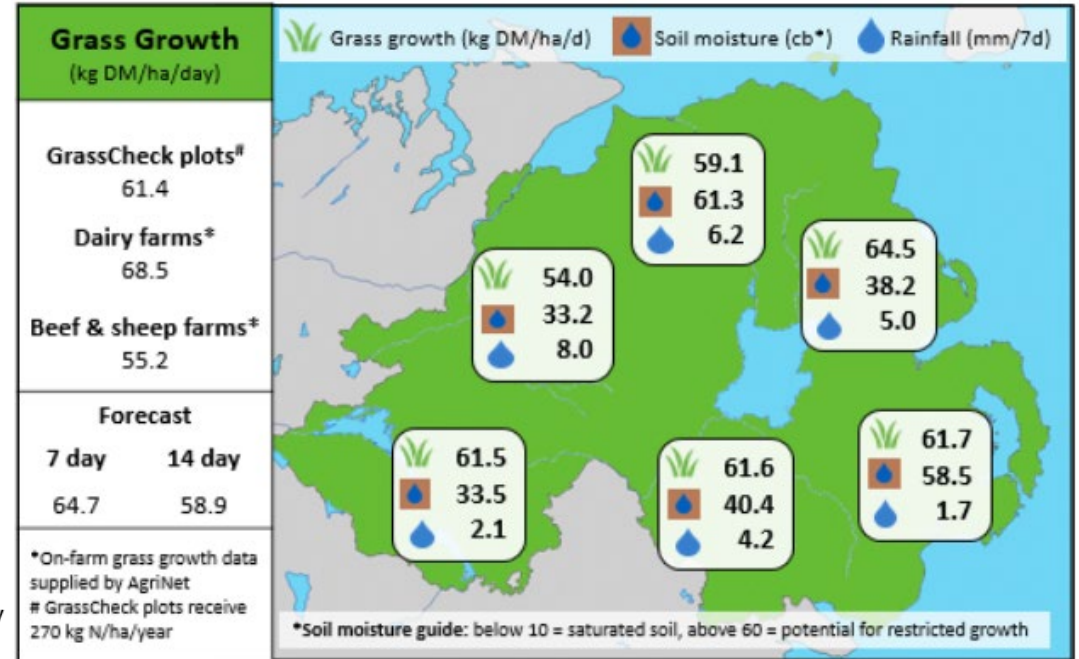 Grass Growth
(kg DM/ha/day)
GrassCheck plots#
61.4
Dairy farms*
68.5
Beef & sheep farms*
55.2
Forecast
7 day 14 day
64.7 58.9
*On-farm grass growth data
supplied by AgriNet
# GrassCheck plots receive
270 kg N/ha/year
Grass growth (kg DM/ha/d) Soil moisture (cb*) Rainfall (mm/7d)
59.1
61.3
6.2
64.5
38.2
5.0
54.0
33.2
8.0
61.5
33.5
2.1
61.6
40.4
4.2
61.7
58.5
1.7
*Soil moisture guide: below 10 = saturated soil, above 60 = potential for restricted growth